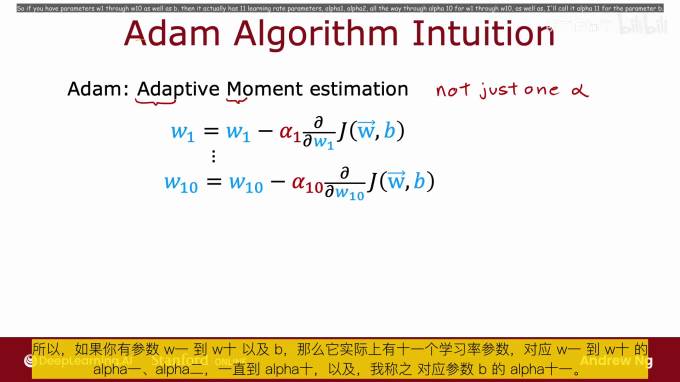 So if you have parameters w1 through w10 as well as b, then it actually has 11 learning rate parameters, alpha1, alpha2, all the way through alpha 10 for w1 through w10, as well as, I'll call it alpha 11 for the parameter b.
bilibili
Adam Algorithm Intuition
Adam: Adaptive Moment estimation not just one α
w₁ = w₁ − α₁ ∂/∂w₁ J(w⃗, b)
⋮
w₁₀ = w₁₀ − α₁₀ ∂/∂w₁₀ J(w⃗, b)
DeepLearning.AI Stanford ONLINE Andrew Ng
所以，如果你有参数 w一 到 w十 以及 b，那么它实际上有十一个学习率参数，对应 w一 到 w十 的
alpha一、alpha二，一直到 alpha十，以及，我称之 对应参数 b 的 alpha十一。